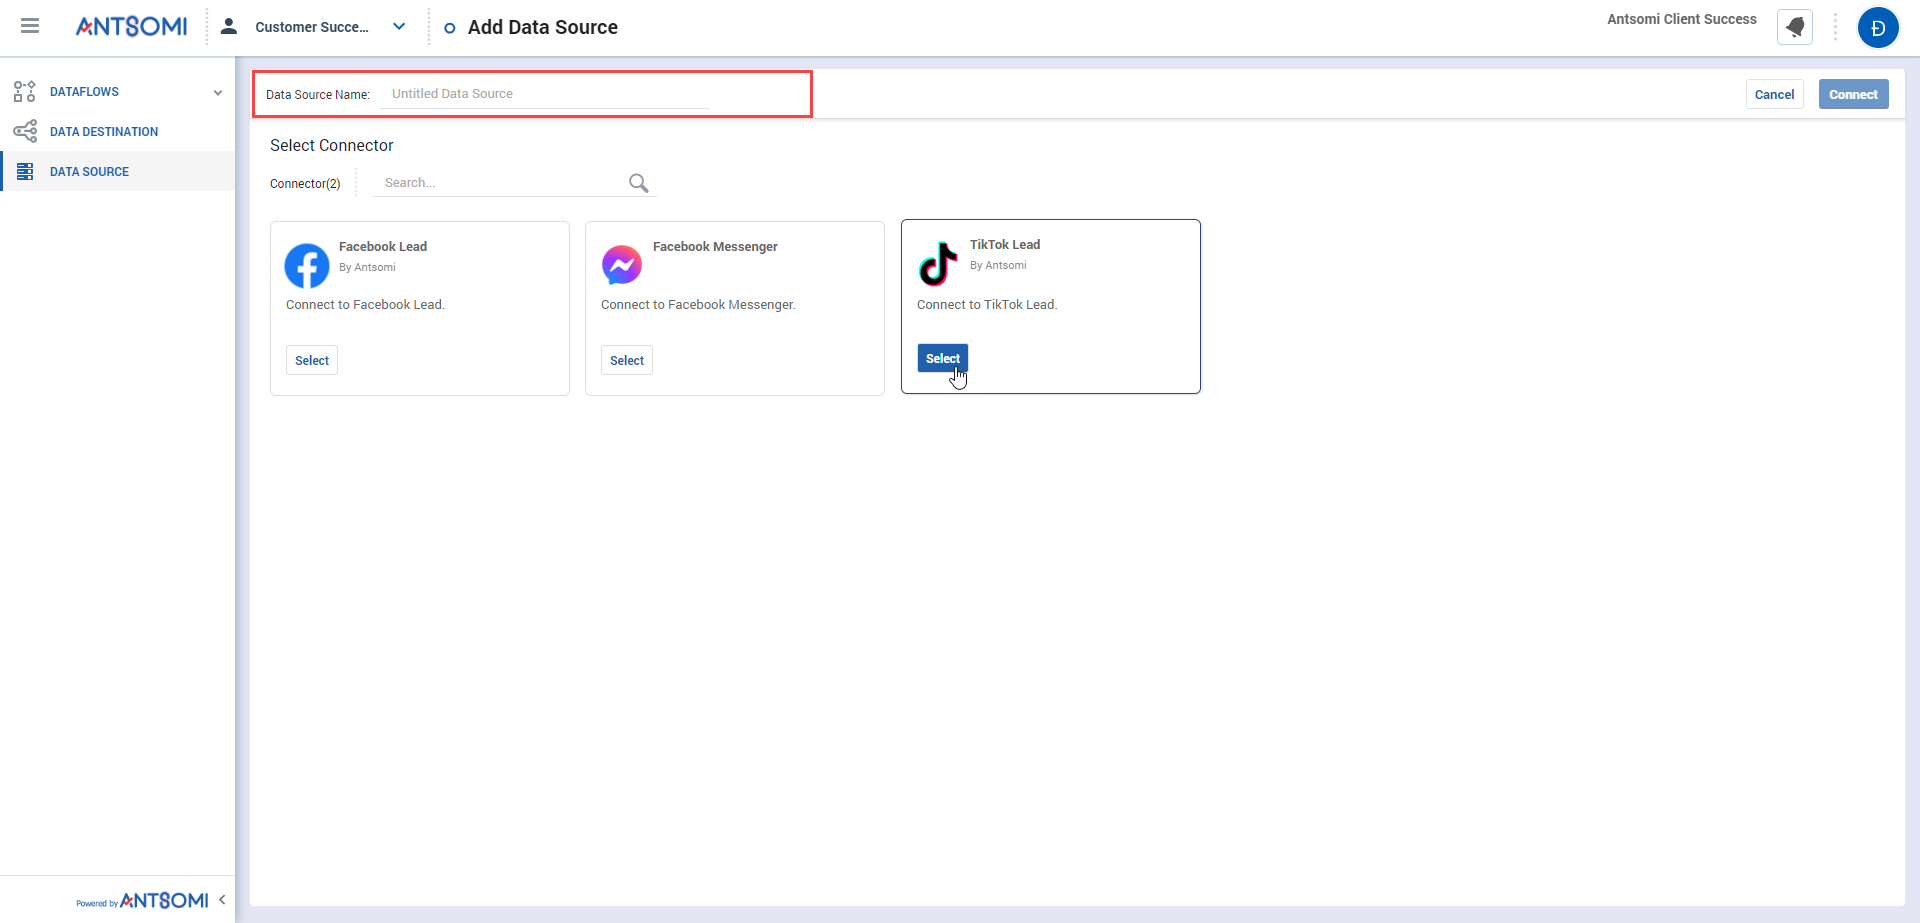 ANTSOMI
Customer Succe...
Add Data Source
Antsomi Client Success
Đ
DATAFLOWS
DATA DESTINATION
DATA SOURCE
Data Source Name:
Untitled Data Source
Cancel
Connect
Select Connector
Connector(2)
Search...
Facebook Lead
By Antsomi
Connect to Facebook Lead.
Select
Facebook Messenger
Connect to Facebook Messenger.
Select
TikTok Lead
By Antsomi
Connect to TikTok Lead.
Select
Powered by ANTSOMI